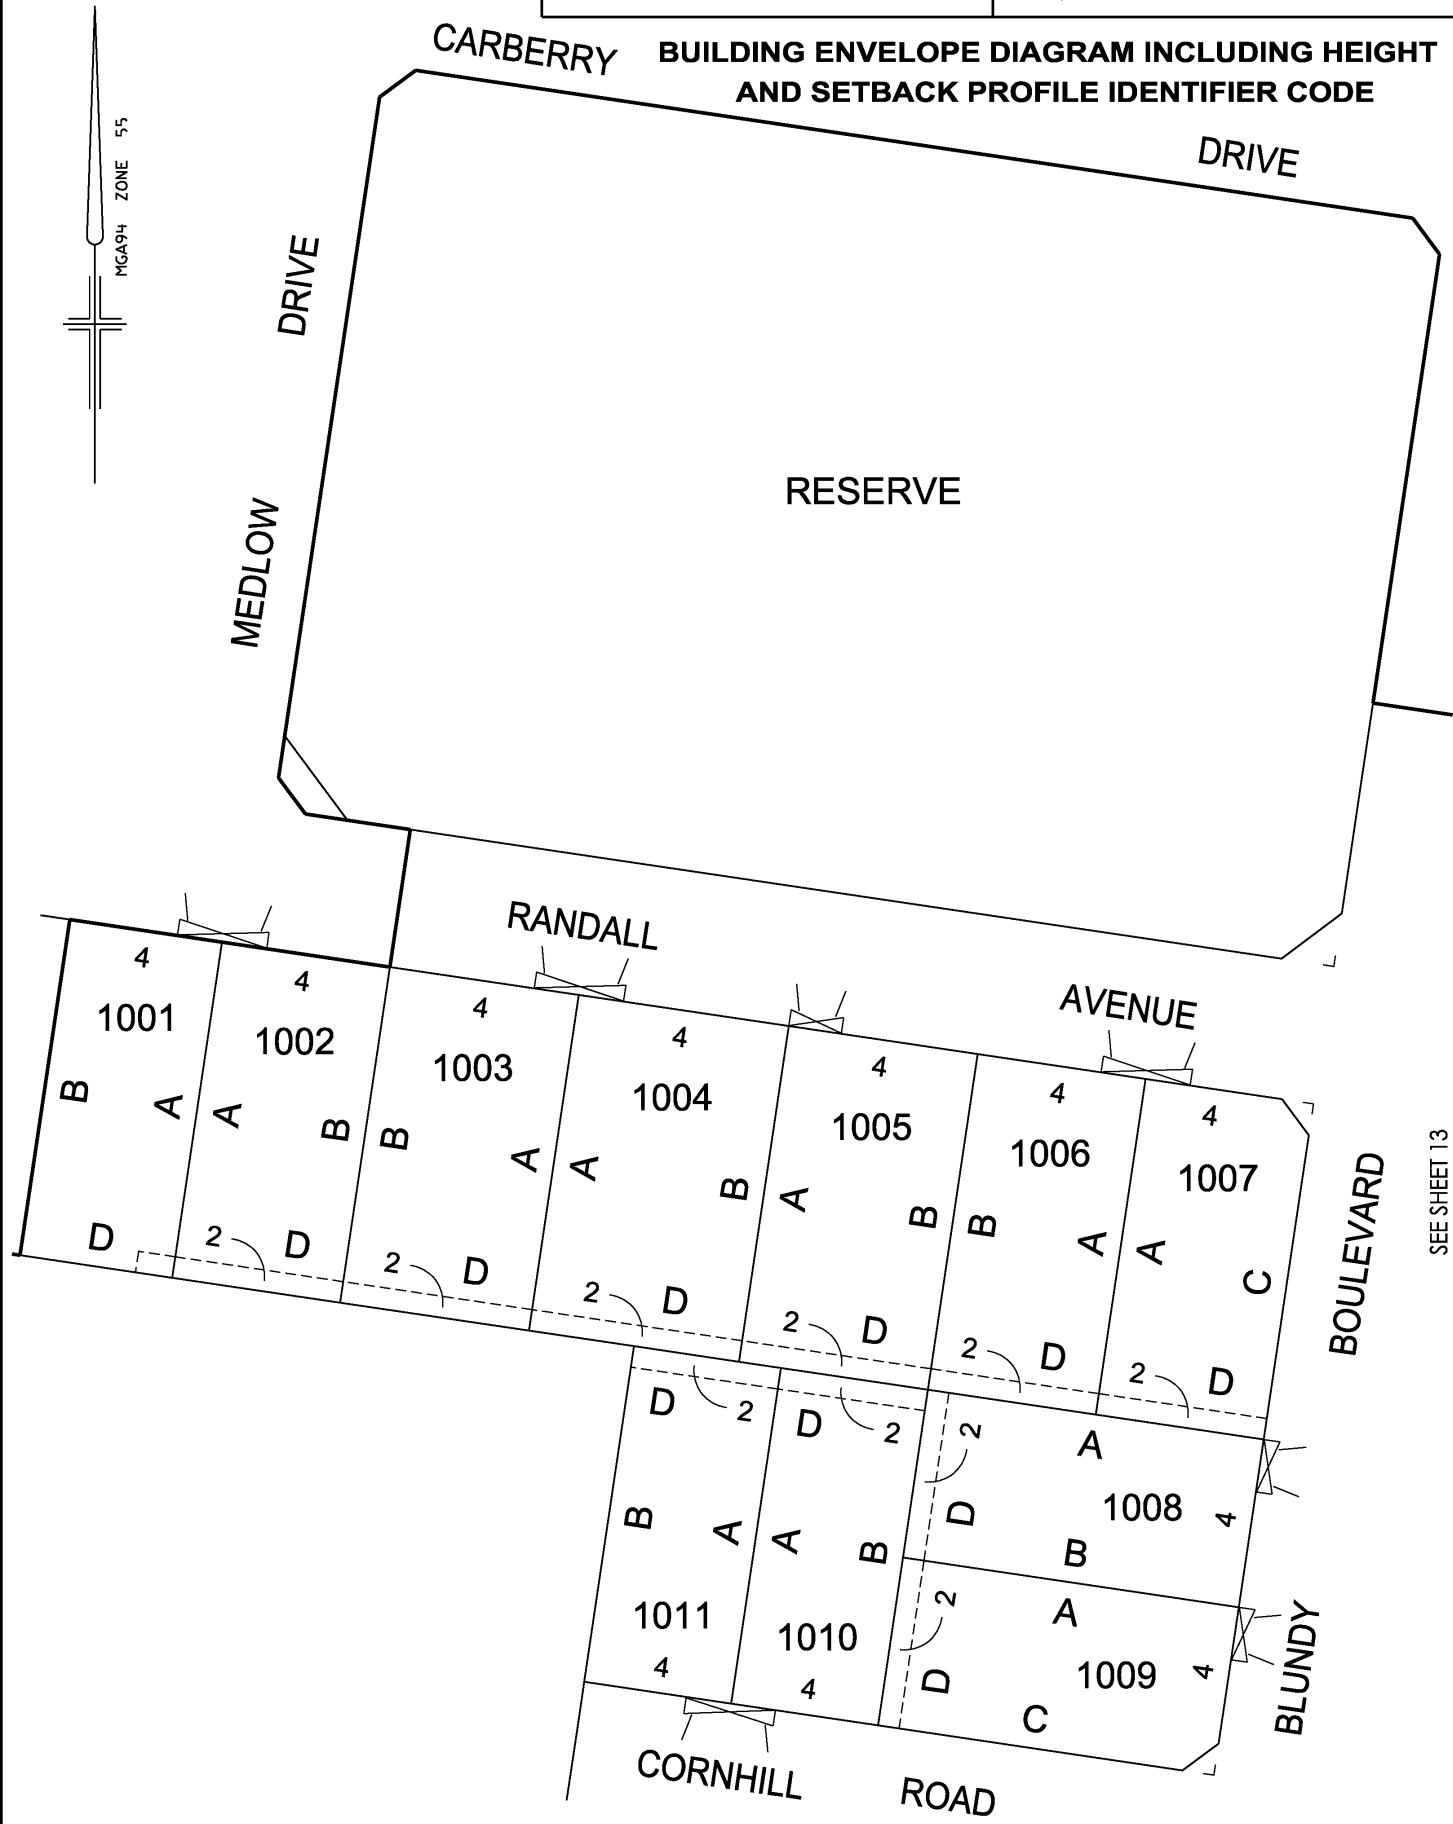 BUILDING ENVELOPE DIAGRAM INCLUDING HEIGHT
AND SETBACK PROFILE IDENTIFIER CODE
CARBERRY
DRIVE
MGA94 ZONE 55
DRIVE
MEDLOW
RESERVE
RANDALL
AVENUE
4
4
4
4
4
4
4
1001
1002
1003
1004
1005
1006
1007
B
A
A
B
B
A
A
B
A
B
B
A
A
C
D
2
D
2
D
2
D
2
D
2
D
2
D
BOULEVARD
SEE SHEET 13
D
2
D
2
2
A
D
1008
4
B
B
A
A
B
2
A
1011
1010
D
1009
4
4
4
C
BLUNDY
CORNHILL
ROAD